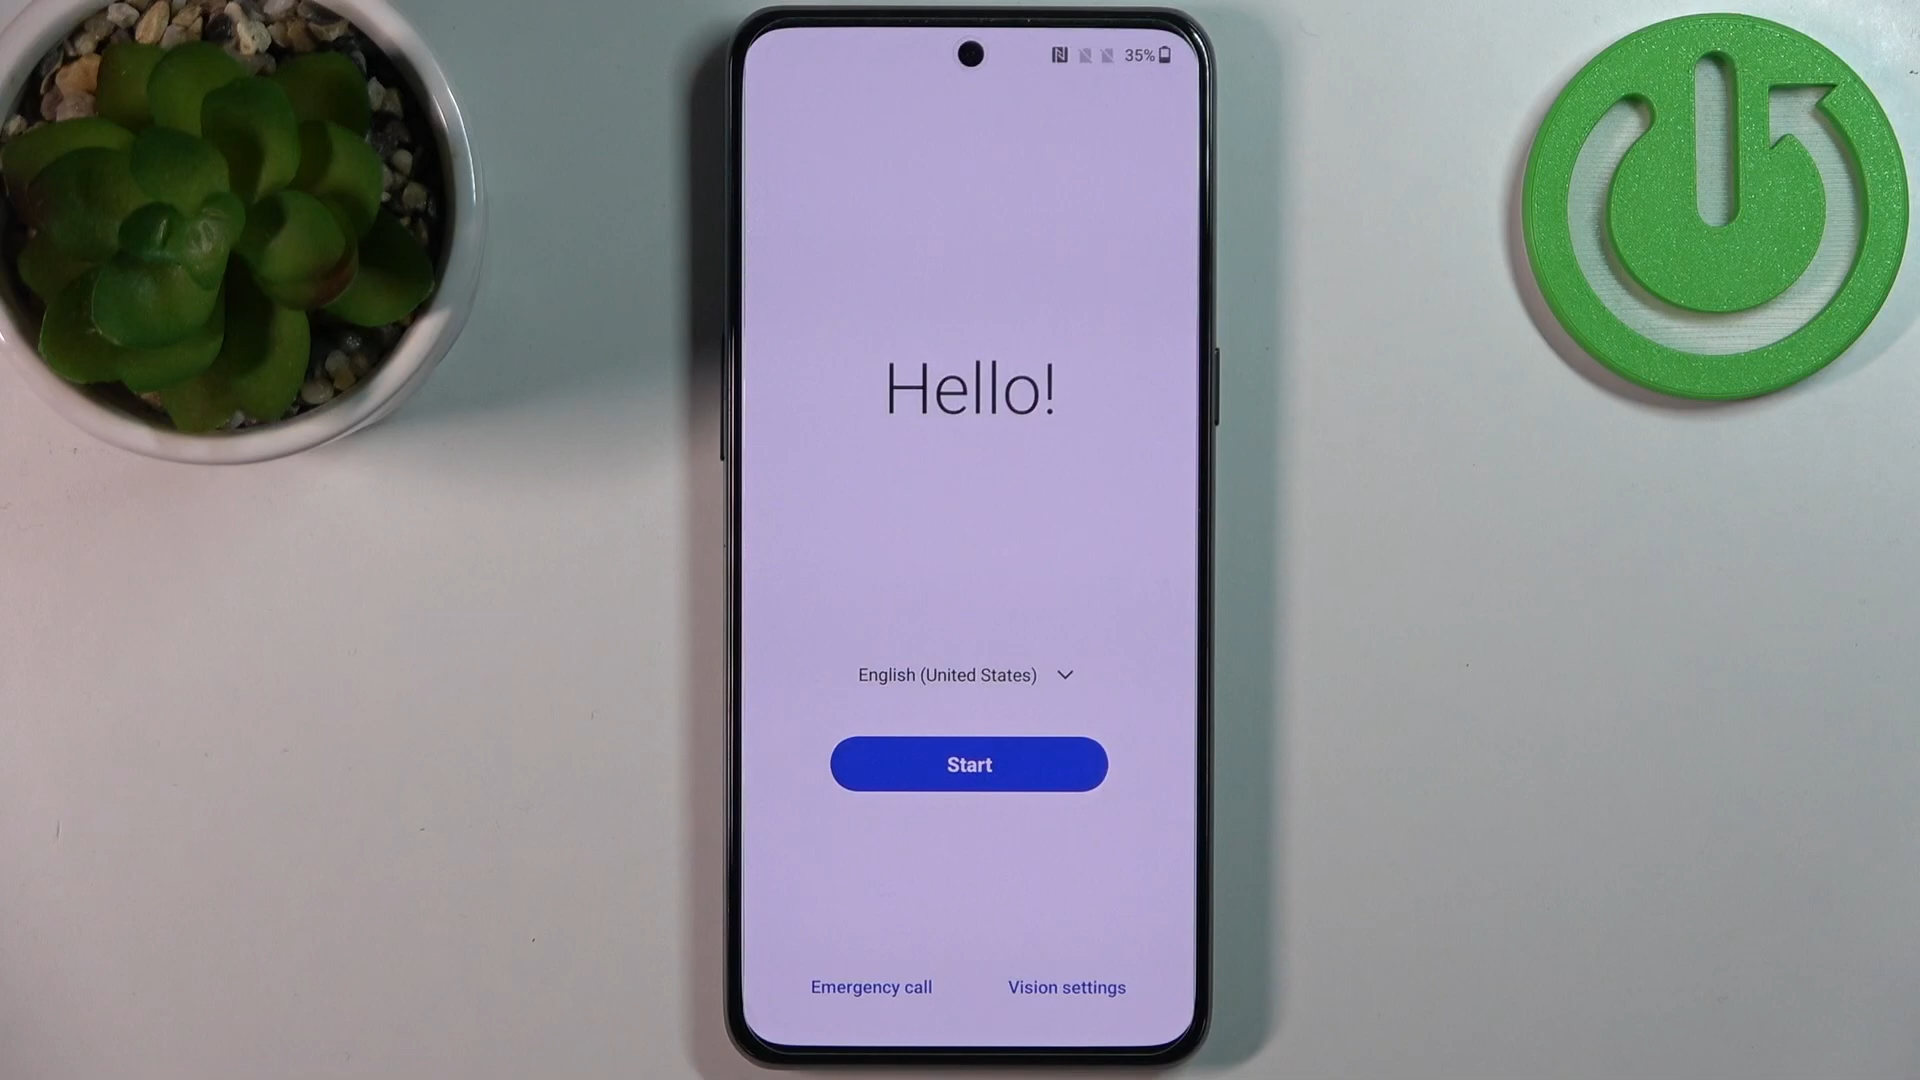 35%
Hello!
English (United States)
Start
Emergency call
Vision settings